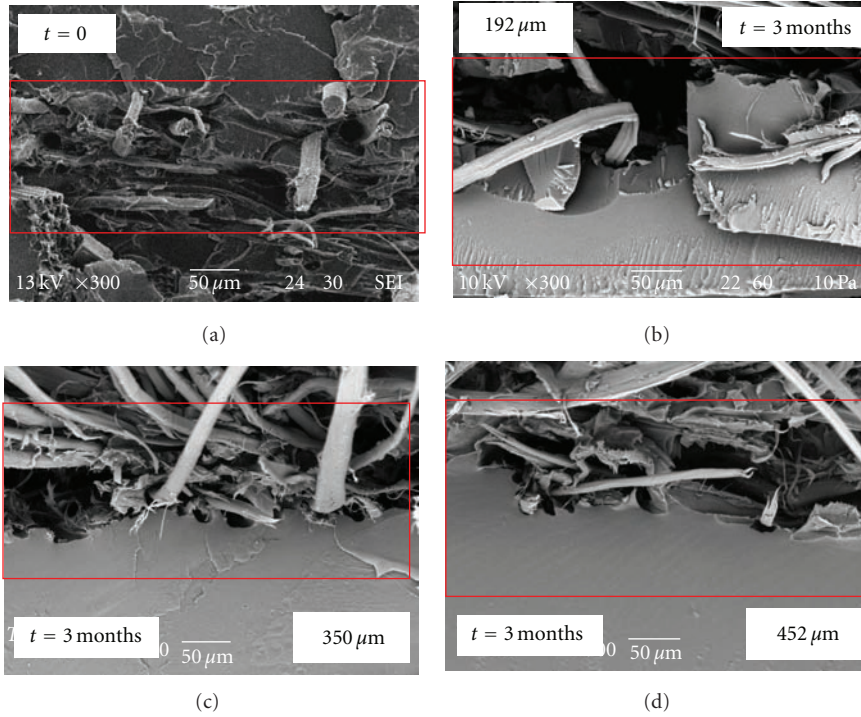 t = 0
13 kV ×300 50 μm 24 30 SEI
(a)
192 μm t = 3 months
10 kV ×300 50 μm 22 60 10 Pa
(b)
t = 3 months 50 μm 350 μm
(c)
t = 3 months 50 μm 452 μm
(d)